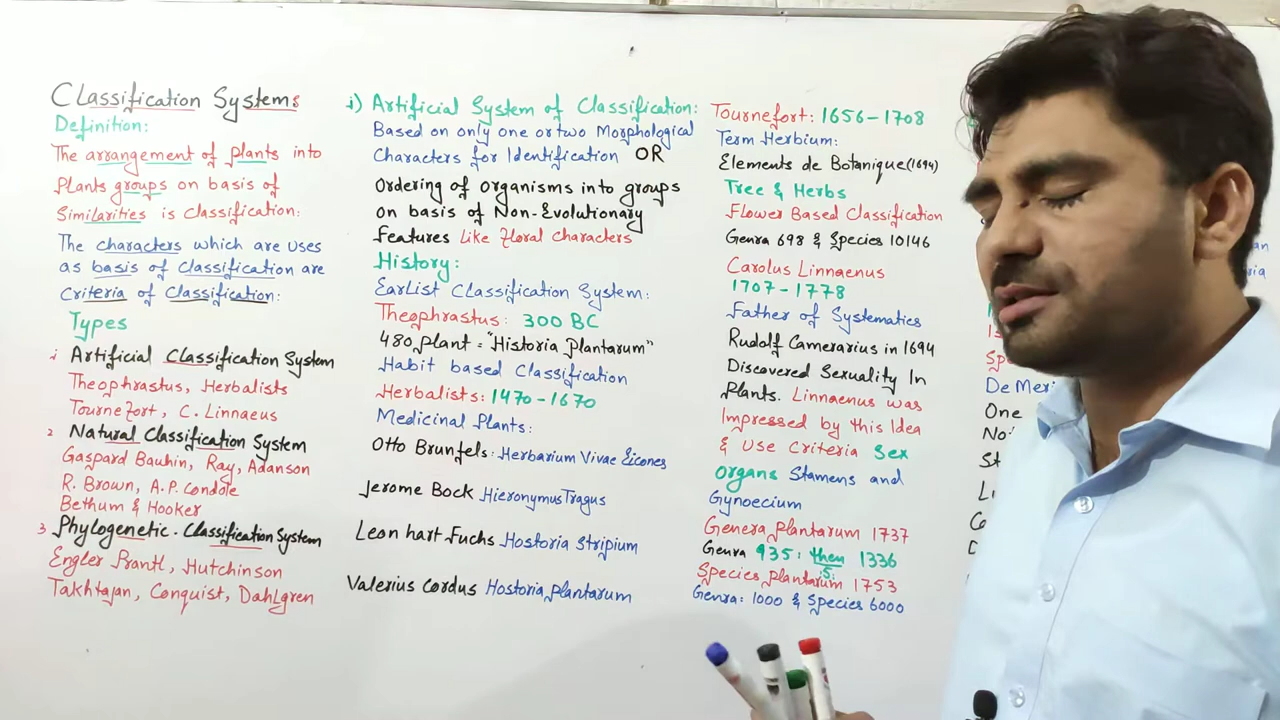 Classification Systems
Definition:
The arrangement of plants into
Plants groups on basis of
Similarities is classification:
The characters which are uses
as basis of classification are
Criteria of Classification:
Types
i Artificial Classification System
Theophrastus, Herbalists
Tournefort, C. Linnaeus
2 Natural Classification System
Gaspard Bauhin, Ray, Adanson
R. Brown, A.P. Condole
Bethum & Hooker
3 Phylogenetic Classification System
Engler Prantl, Hutchinson
Takhtajan, Conquist, Dahlgren
i) Artificial System of Classification:
Based on only one or two Morphological
Characters for Identification OR
Ordering of organisms into groups
on basis of Non-Evolutionary
Features Like Floral characters
History:
EarList Classification System:
Theophrastus: 300 BC
480 plant = "Historia Plantarum"
Habit based Classification
Herbalists: 1470-1670
Medicinal Plants:
Otto Brunfels: Herbarium Vivae Eicones
Jerome Bock Hieronymus Tragus
Leon hart Fuchs Hostoria Stripium
Valerius Cordus Hostoria plantarum
Tournefort: 1656-1708
Term Herbium:
Elements de Botanique (1694)
Tree & Herbs
Flower Based Classification
Genra 698 & Species 10146
Carolus Linnaenus
1707-1778
Father of Systematics
Rudolf Camerarius in 1694
Discovered Sexuality In
Plants. Linnaenus was
Impressed by this Idea
& Use Criteria Sex
organs Stamens and
Gynoecium
Genera plantarum 1737
Genra 935: then 1336
5:
Species Plantarum 1753
Genra: 1000 & Species 6000
De Meri
One